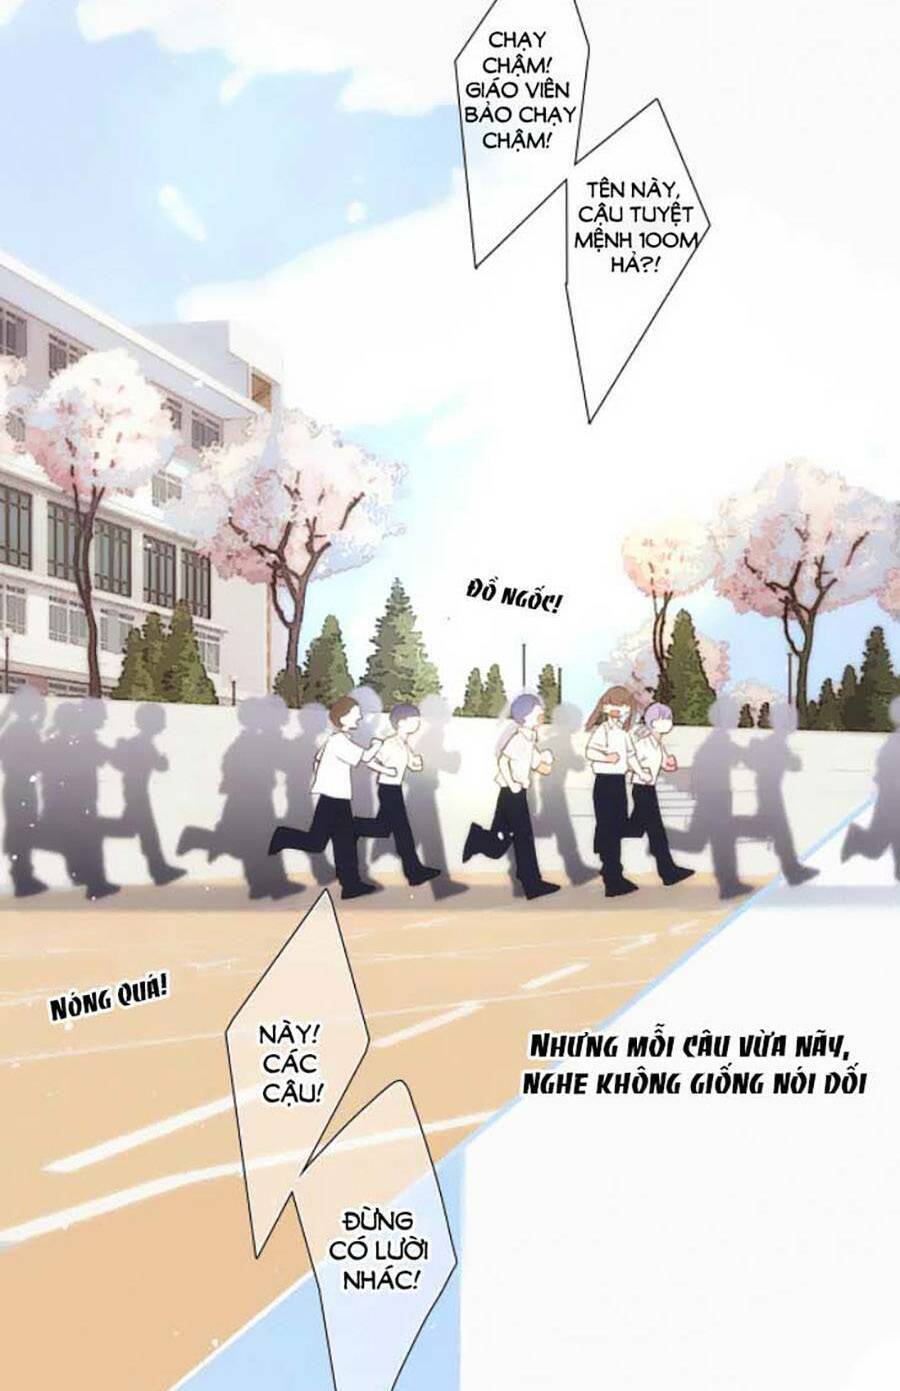 CHẠY
CHẬM!
GIÁO VIÊN
BẢO CHẠY
CHẬM!
TÊN NÀY,
CẬU TUYỆT
MỆNH 100M
HẢ?!
ĐỒ NGỐC!
NÓNG QUÁ!
NÀY!
CÁC
CẬU!
NHƯNG MỖI CÂU VỪA NÃY,
NGHE KHÔNG GIỐNG NÓI DỐI
ĐỪNG
CÓ LƯỜI
NHÁC!